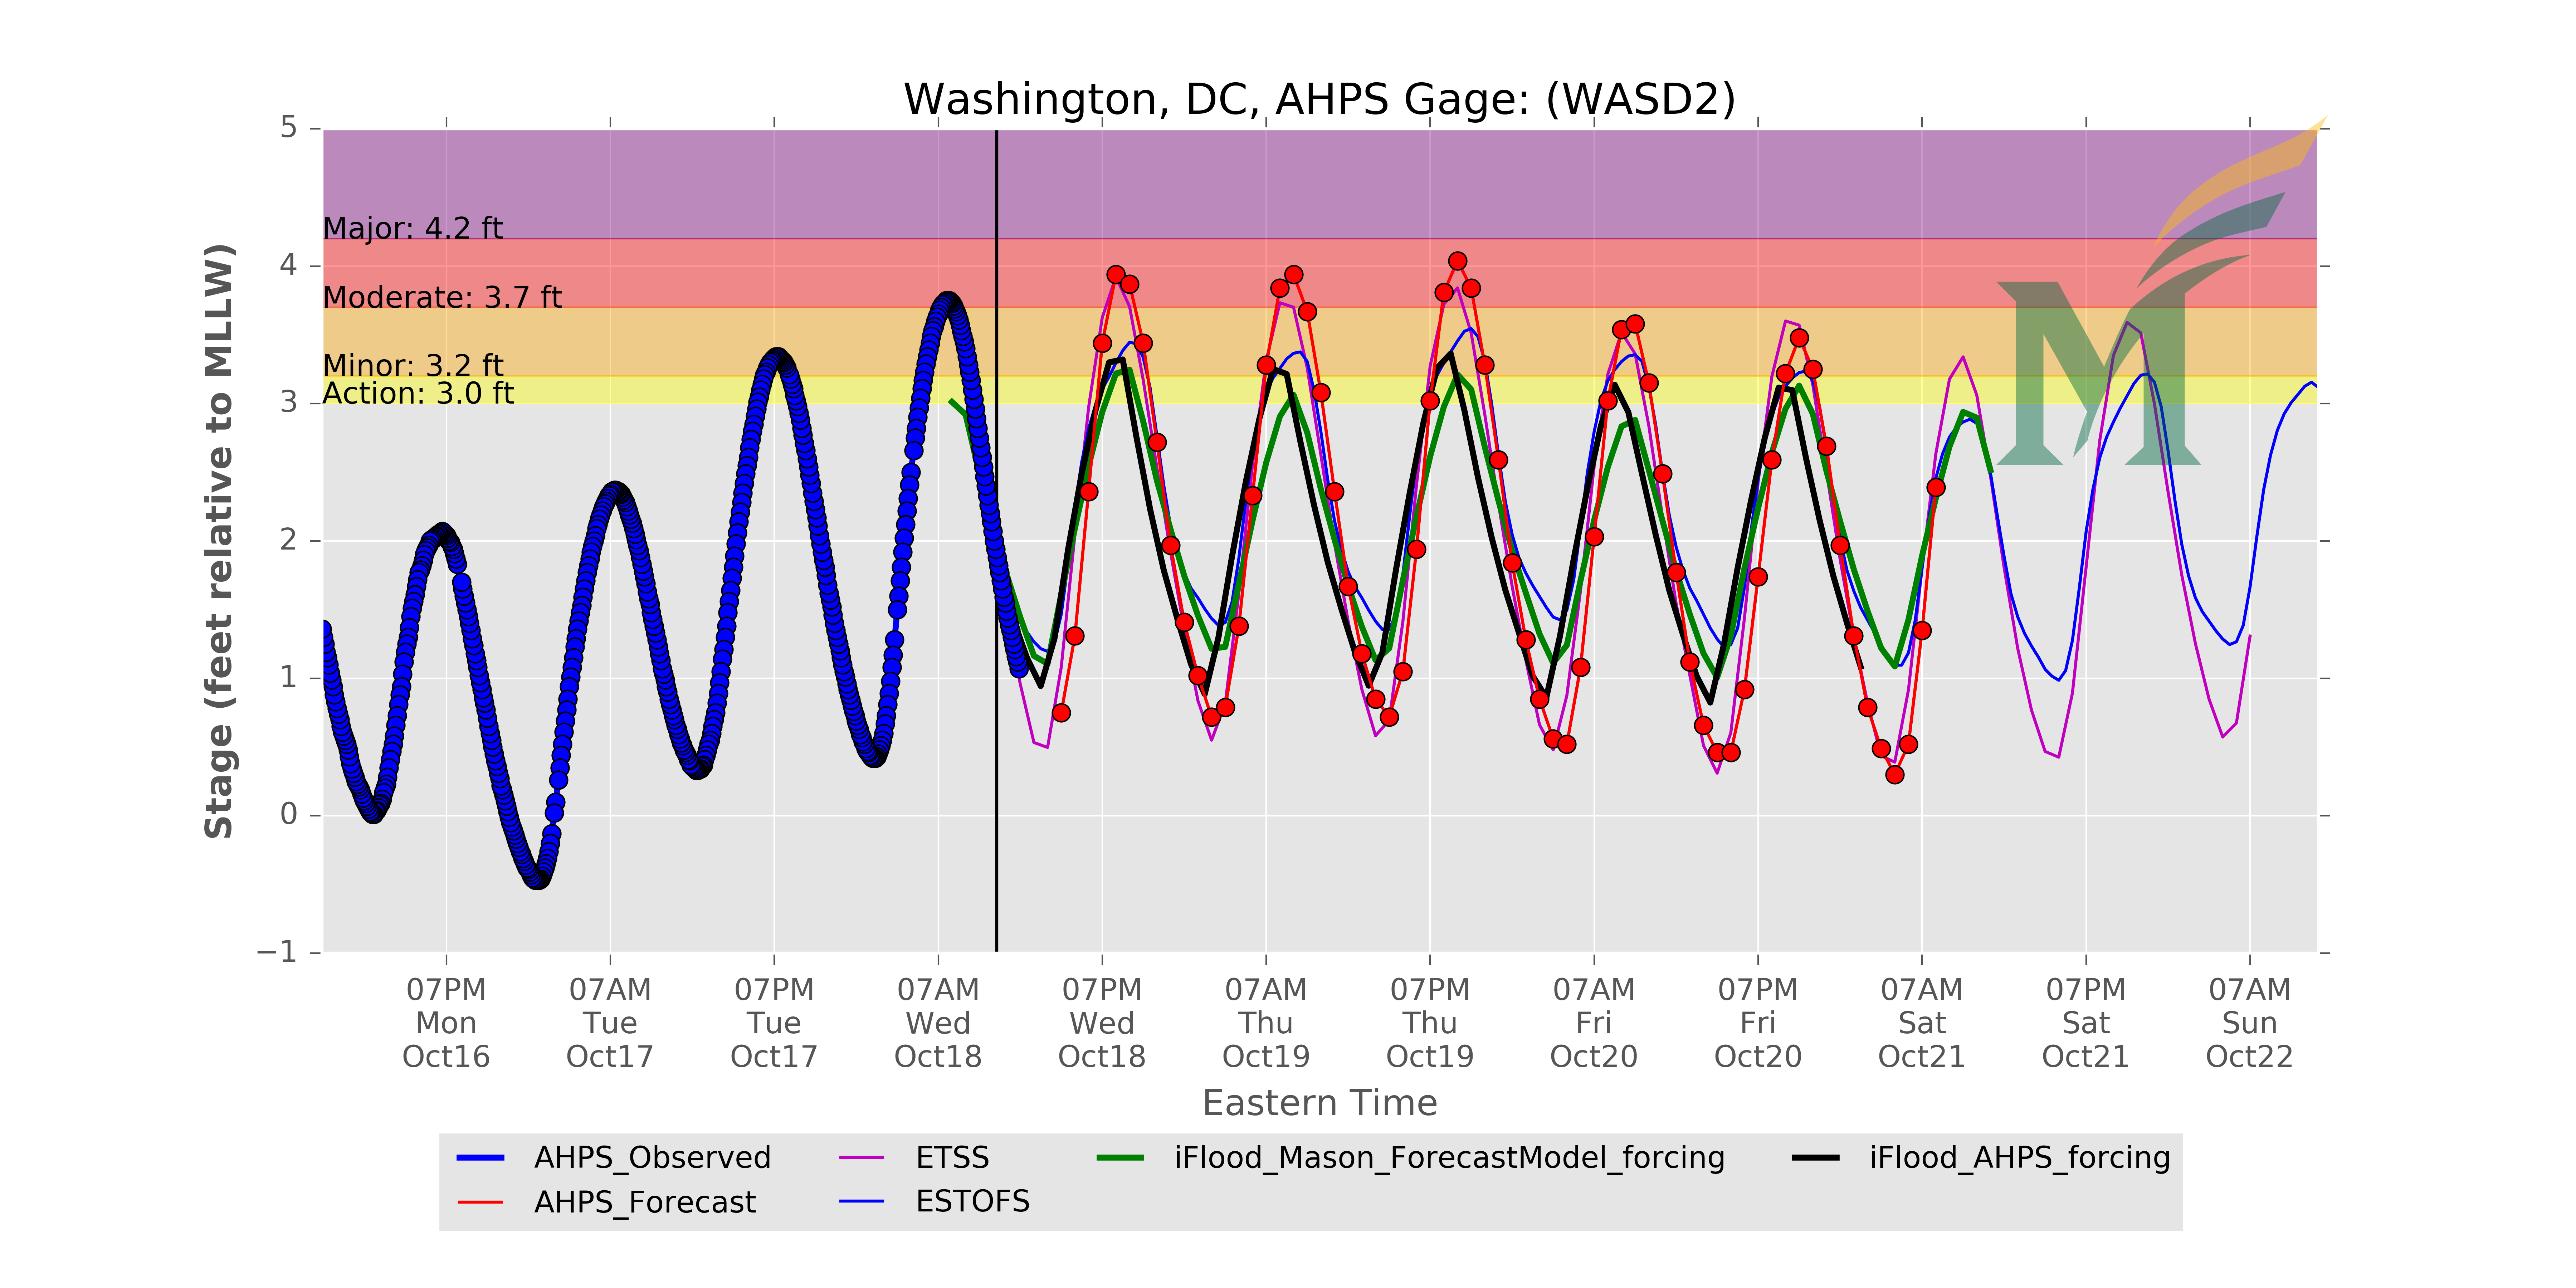 Washington, DC, AHPS Gage: (WASD2)
5
4
3
2
1
0
−1
Stage (feet relative to MLLW)
Major: 4.2 ft
Moderate: 3.7 ft
Minor: 3.2 ft
Action: 3.0 ft
M
07PM 07AM 07PM 07AM 07PM 07AM 07PM 07AM 07PM 07AM 07PM 07AM
Mon Tue Tue Wed Wed Thu Thu Fri Fri Sat Sat Sun
Oct16 Oct17 Oct17 Oct18 Oct18 Oct19 Oct19 Oct20 Oct20 Oct21 Oct21 Oct22
Eastern Time
AHPS_Observed ETSS iFlood_Mason_ForecastModel_forcing iFlood_AHPS_forcing
AHPS_Forecast ESTOFS